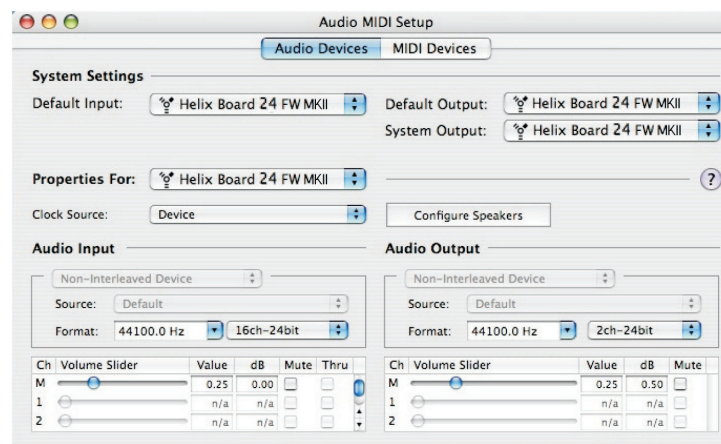 Audio MIDI Setup
Audio Devices MIDI Devices
System Settings
Default Input: Helix Board 24 FW MKII Default Output: Helix Board 24 FW MKII
System Output: Helix Board 24 FW MKII
Properties For: Helix Board 24 FW MKII ?
Clock Source: Device Configure Speakers
Audio Input Audio Output
Non-Interleaved Device Non-Interleaved Device
Source: Default Source: Default
Format: 44100.0 Hz 16ch-24bit Format: 44100.0 Hz 2ch-24bit
Ch Volume Slider Value dB Mute Thru Ch Volume Slider Value dB Mute
M 0.25 0.00 M 0.25 0.50
1 n/a n/a 1 n/a n/a
2 n/a n/a 2 n/a n/a